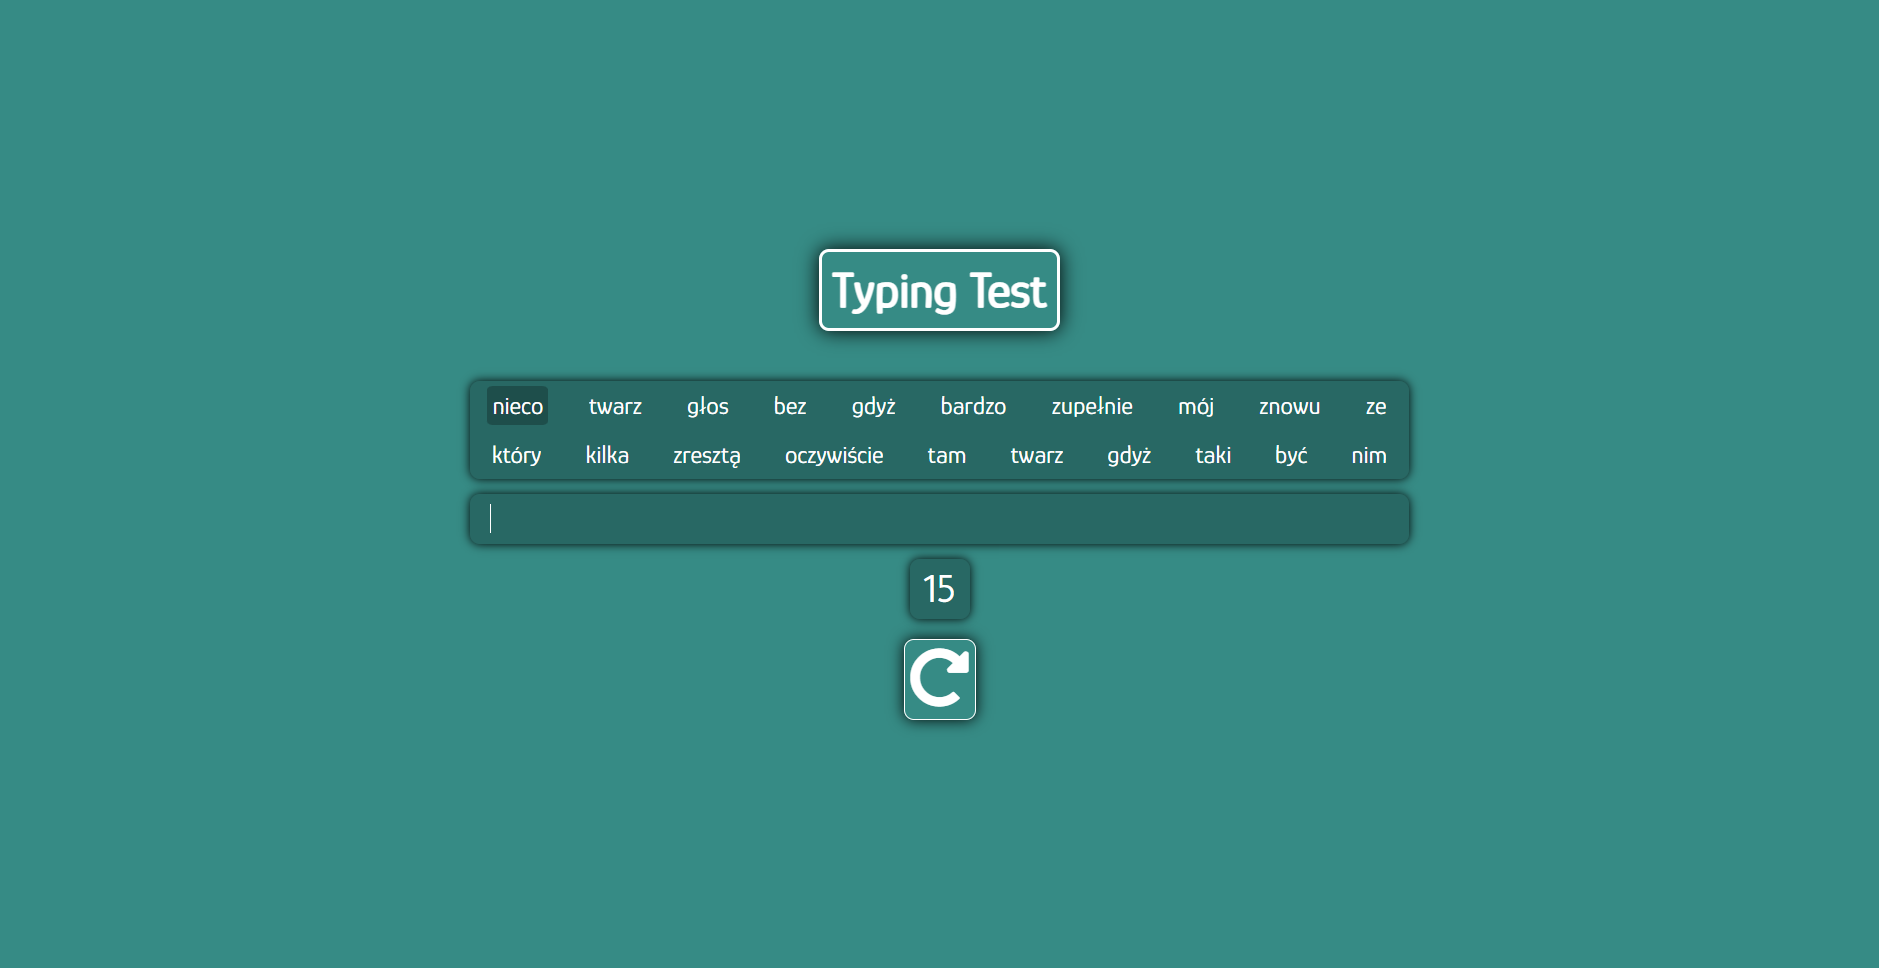 Typing Test
nieco twarz głos bez gdyż bardzo zupełnie mój znowu ze
który kilka zresztą oczywiście tam twarz gdyż taki być nim
15